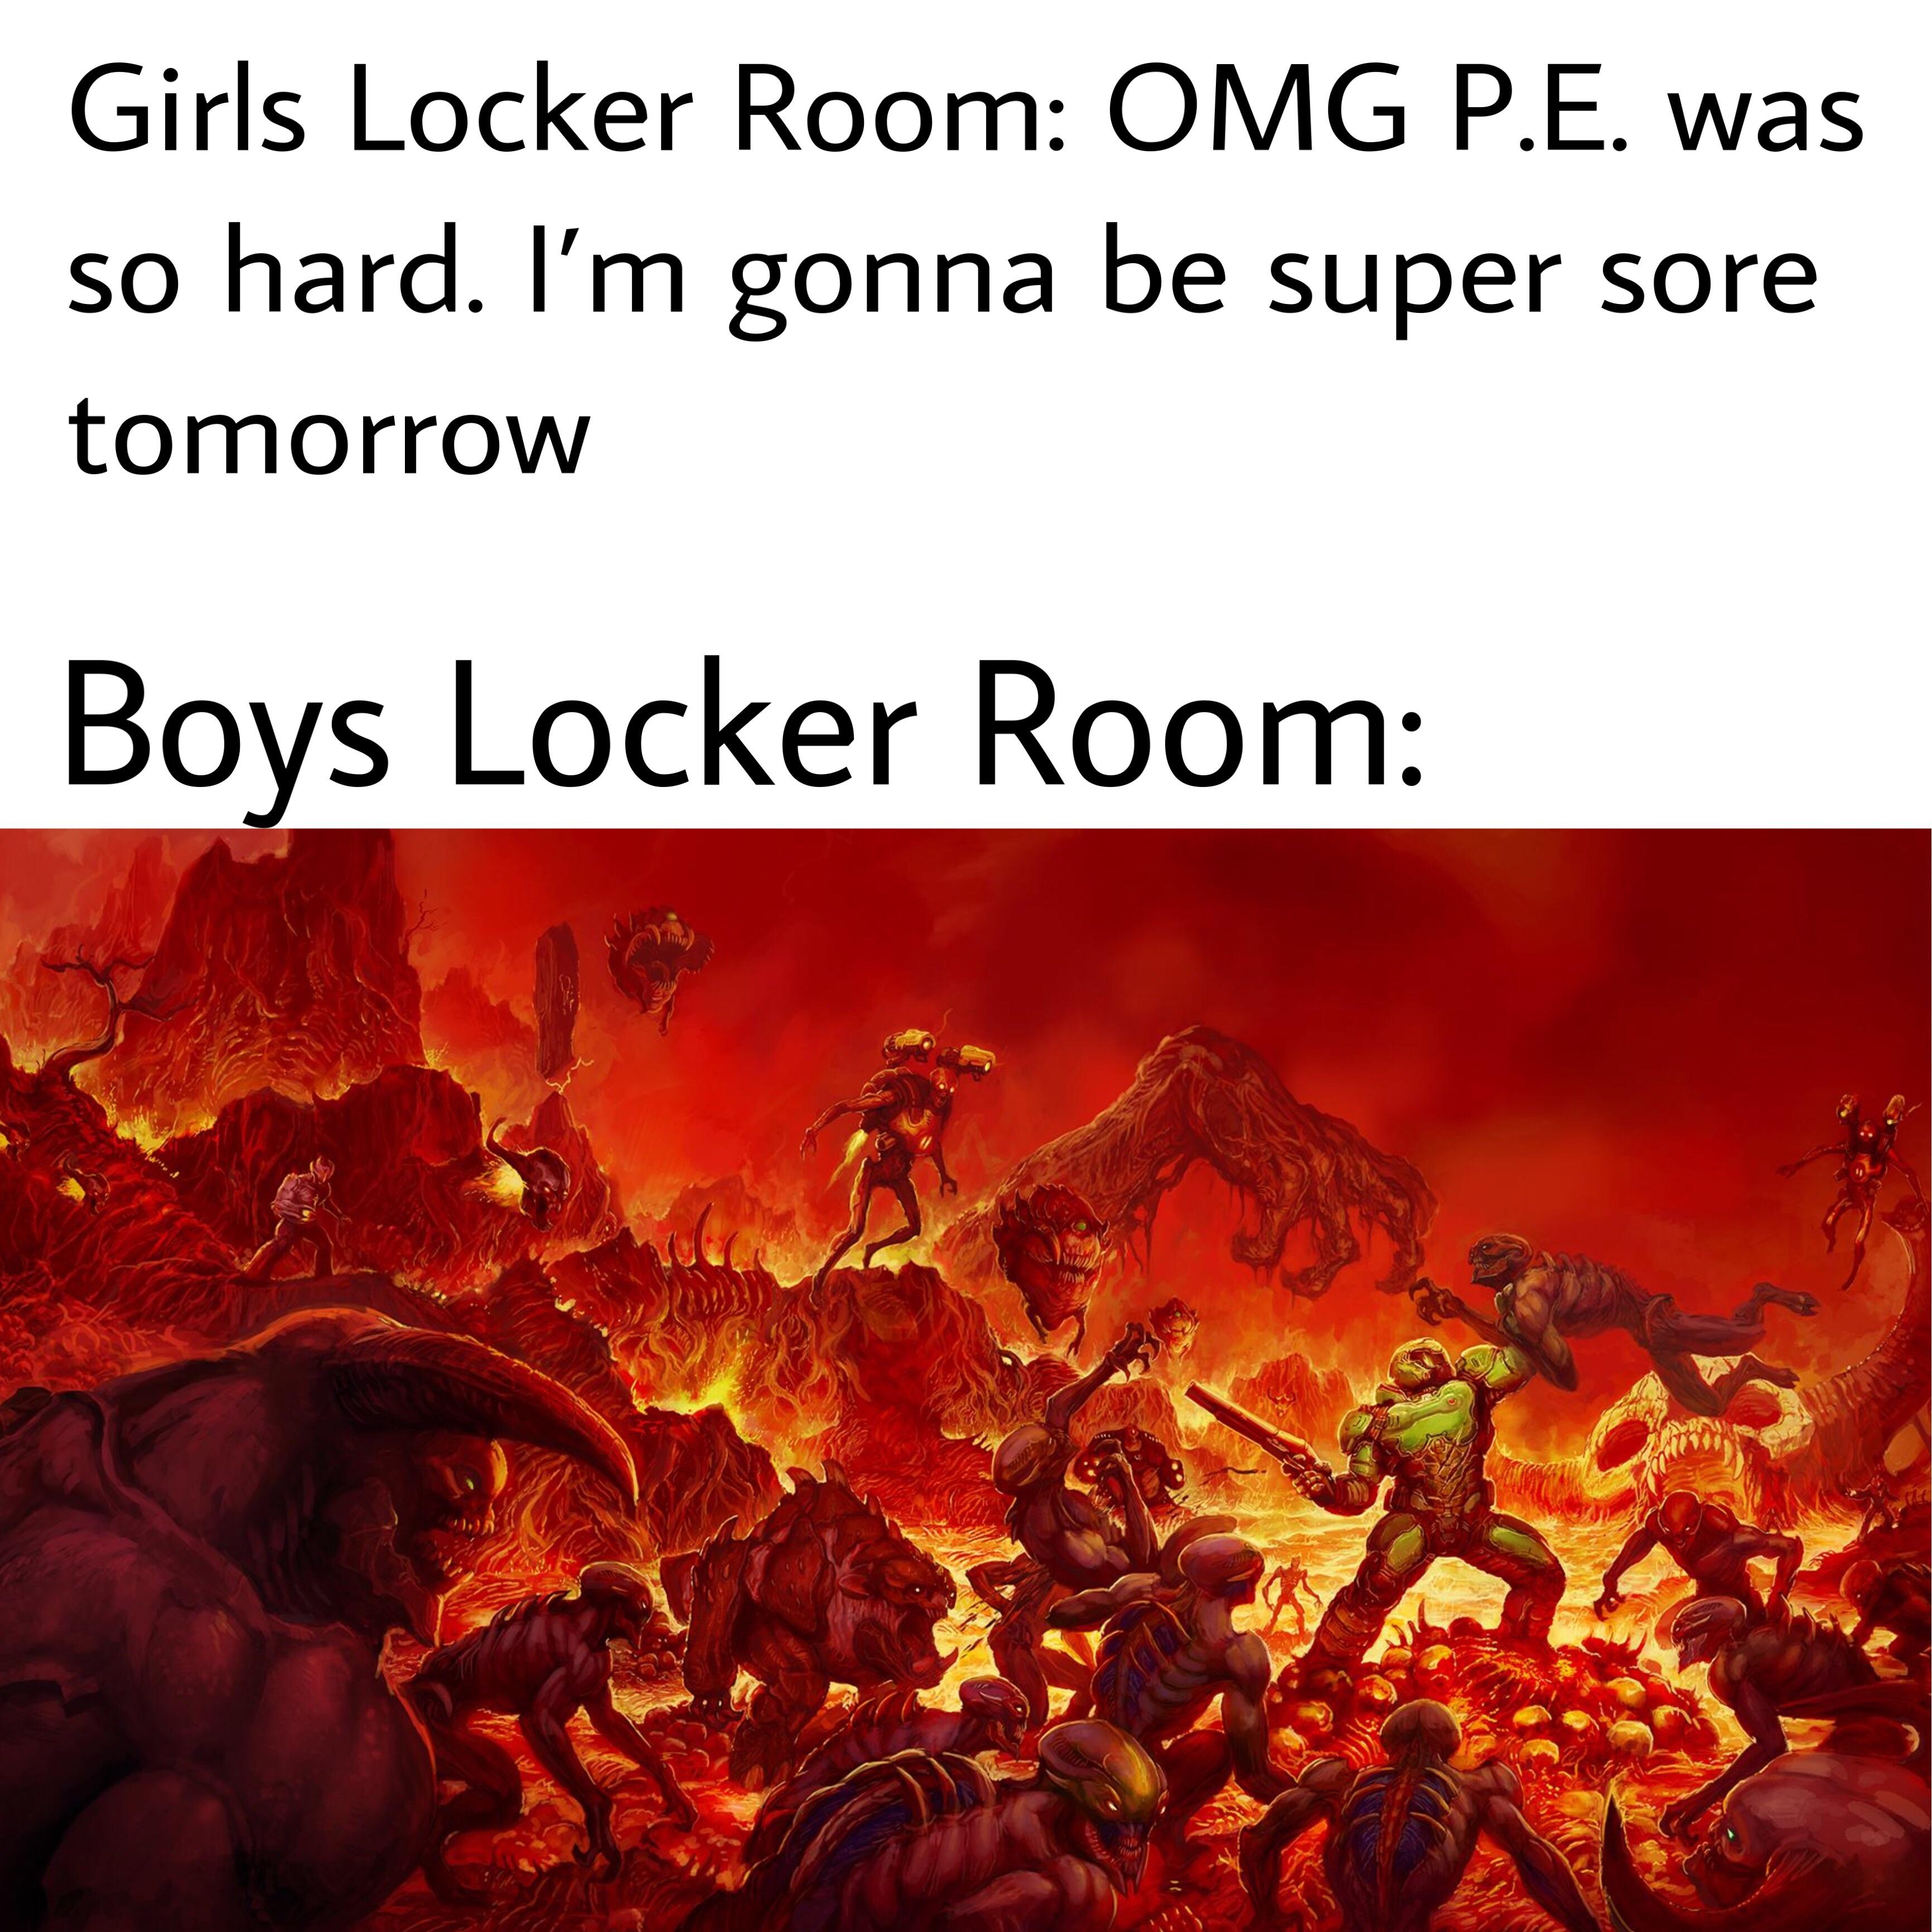 Girls Locker Room: OMG P.E. was
so hard. I'm gonna be super sore
tomorrow
Boys Locker Room: